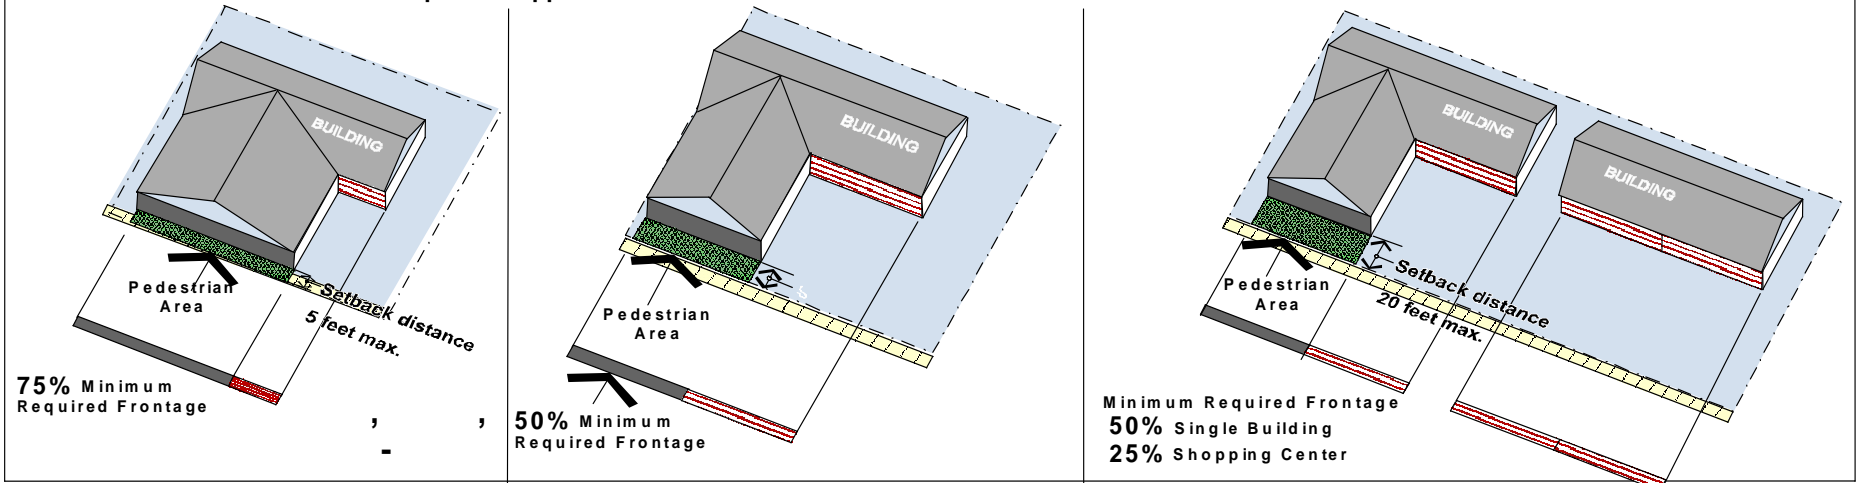 BUILDING
Pedestrian
Area
Setback distance
5 feet max.
75% Minimum
Required Frontage
BUILDING
Pedestrian
Area
50% Minimum
Required Frontage
BUILDING
BUILDING
Pedestrian
Area
Setback distance
20 feet max.
Minimum Required Frontage
50% Single Building
25% Shopping Center